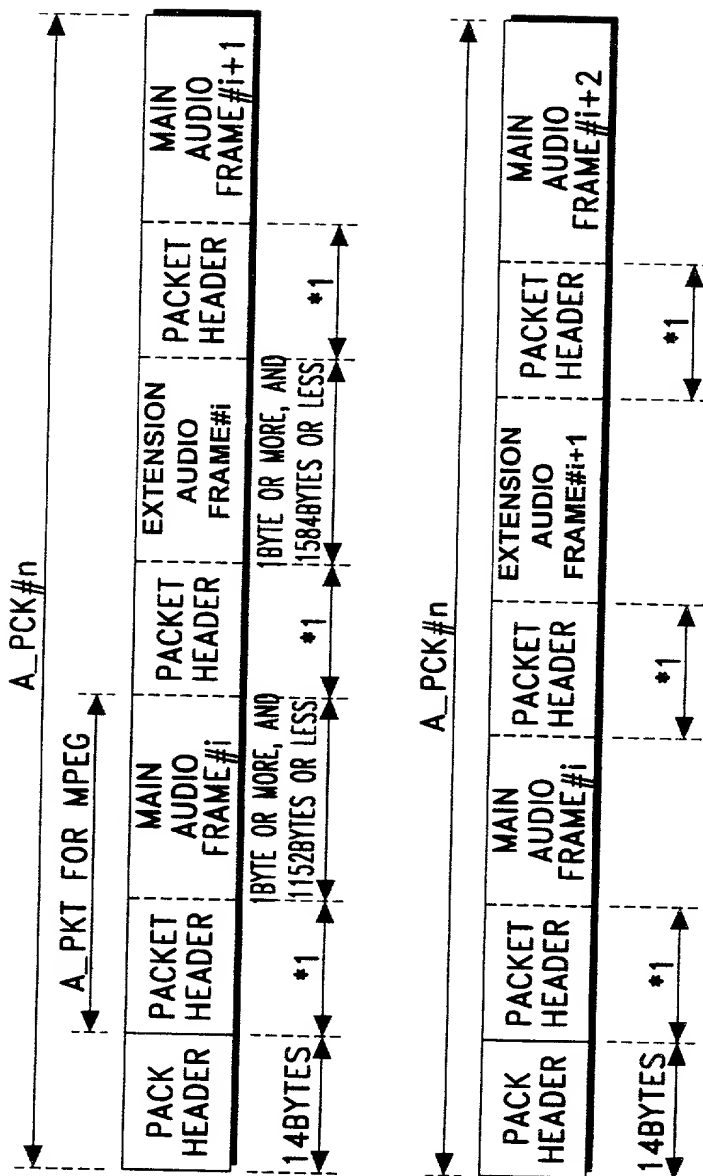 A_PCK#n
A_PKT FOR MPEG
PACK
HEADER
PACKET
HEADER
MAIN
AUDIO
FRAME#i
PACKET
HEADER
EXTENSION
AUDIO
FRAME#i
PACKET
HEADER
MAIN
AUDIO
FRAME#i+1
14BYTES
*1
1BYTE OR MORE, AND
1152BYTES OR LESS
*1
1BYTE OR MORE, AND
1584BYTES OR LESS
*1
A_PCK#n
PACK
HEADER
PACKET
HEADER
MAIN
AUDIO
FRAME#i
PACKET
HEADER
EXTENSION
AUDIO
FRAME#i+1
PACKET
HEADER
MAIN
AUDIO
FRAME#i+2
14BYTES
*1
*1
*1